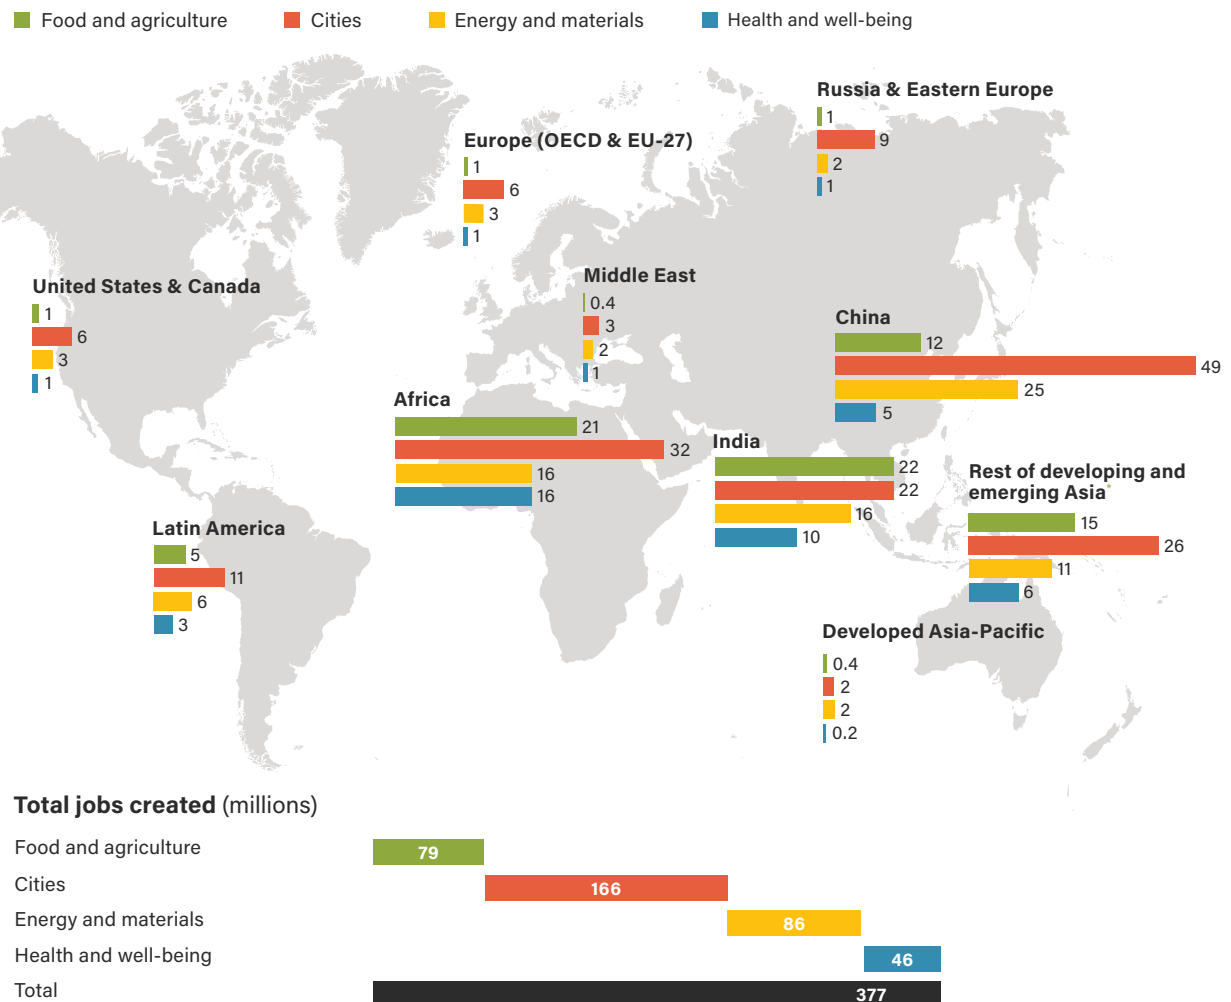 Food and agriculture
Cities
Energy and materials
Health and well-being
Russia & Eastern Europe
1
9
2
1
Europe (OECD & EU-27)
1
6
3
1
United States & Canada
1
6
3
1
Middle East
0.4
3
2
1
China
12
49
25
5
Africa
21
32
16
16
India
22
22
16
10
Rest of developing and
emerging Asia*
15
26
11
6
Latin America
5
11
6
3
Developed Asia-Pacific
0.4
2
2
0.2
Total jobs created (millions)
Food and agriculture 79
Cities 166
Energy and materials 86
Health and well-being 46
Total 377